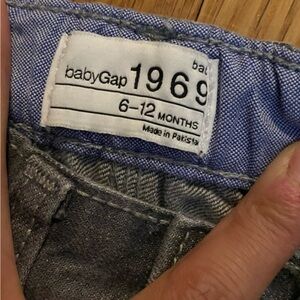 babyGap 1969
6–12 MONTHS
Made in Pakista